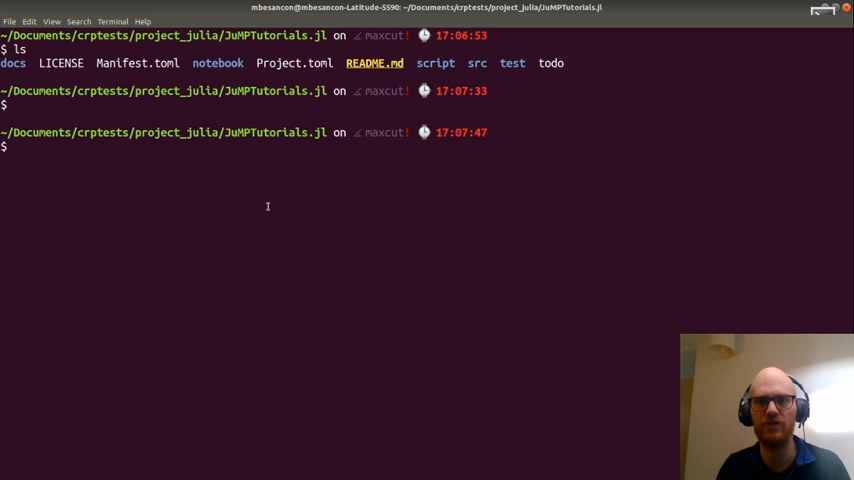 mbesancon@mbesancon-Latitude-5590: ~/Documents/crptests/project_julia/JuMPTutorials.jl
File Edit View Search Terminal Help
~/Documents/crptests/project_julia/JuMPTutorials.jl on maxcut! 17:06:53
$ ls
docs LICENSE Manifest.toml notebook Project.toml README.md script src test todo
~/Documents/crptests/project_julia/JuMPTutorials.jl on maxcut! 17:07:33
$
~/Documents/crptests/project_julia/JuMPTutorials.jl on maxcut! 17:07:47
$